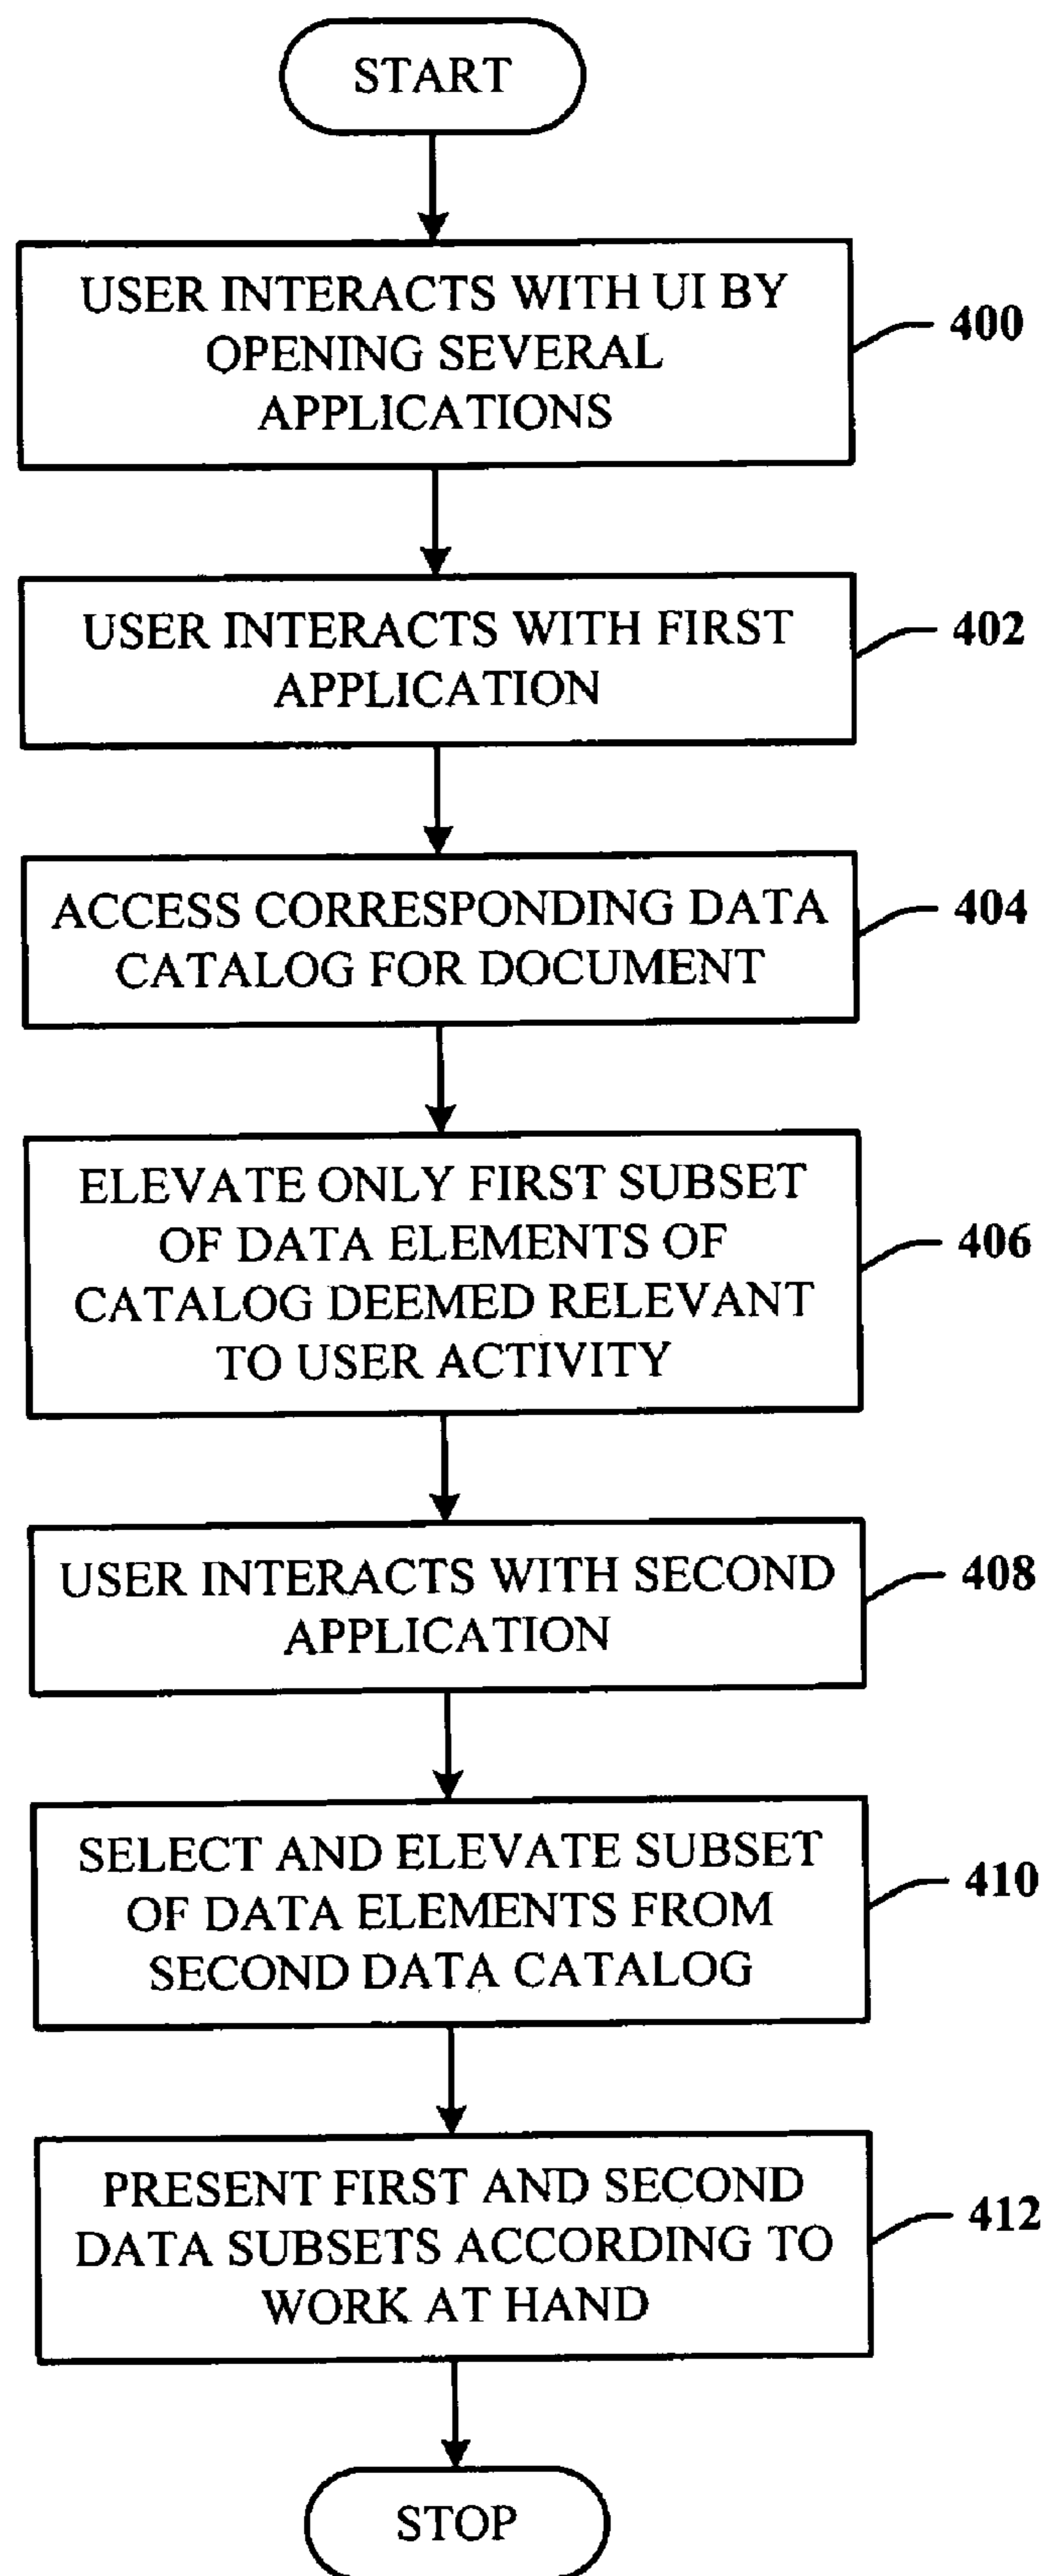 START
USER INTERACTS WITH UI BY
OPENING SEVERAL
APPLICATIONS
400
USER INTERACTS WITH FIRST
APPLICATION
402
ACCESS CORRESPONDING DATA
CATALOG FOR DOCUMENT
404
ELEVATE ONLY FIRST SUBSET
OF DATA ELEMENTS OF
CATALOG DEEMED RELEVANT
TO USER ACTIVITY
406
USER INTERACTS WITH SECOND
APPLICATION
408
SELECT AND ELEVATE SUBSET
OF DATA ELEMENTS FROM
SECOND DATA CATALOG
410
PRESENT FIRST AND SECOND
DATA SUBSETS ACCORDING TO
WORK AT HAND
412
STOP